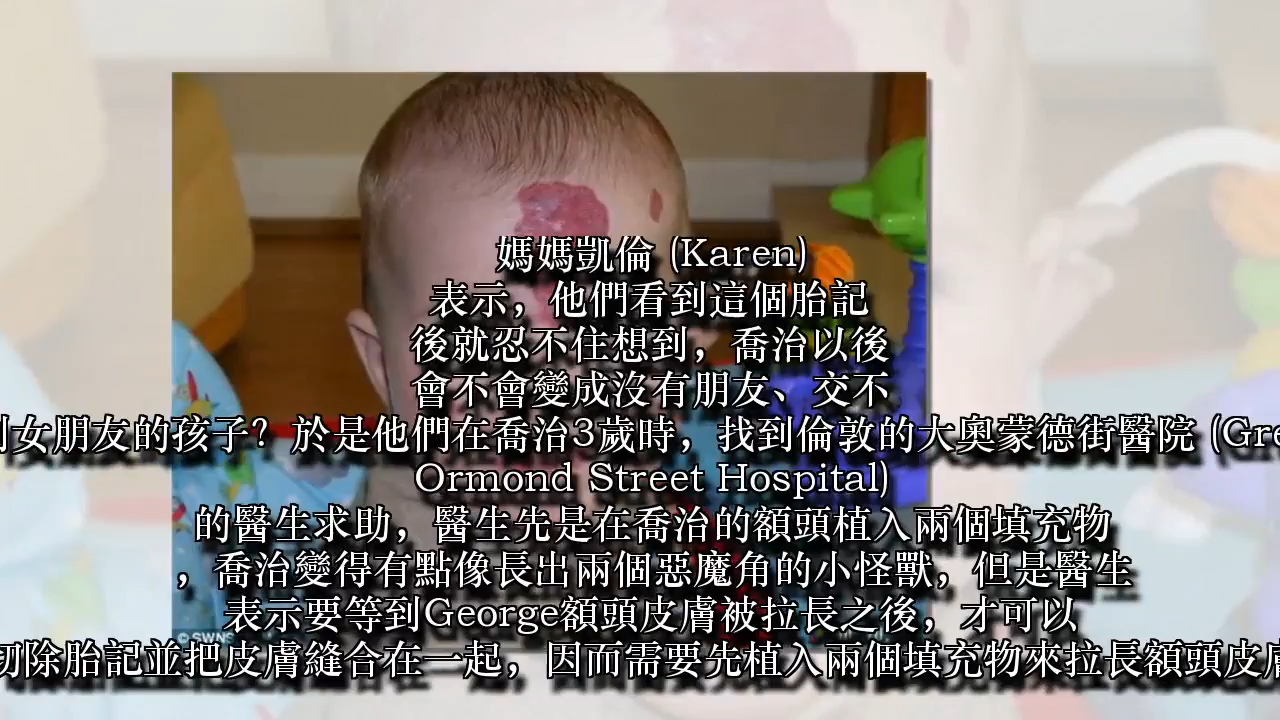 媽媽凱倫 (Karen)
表示，他們看到這個胎記
後就忍不住想到，喬治以後
會不會變成沒有朋友、交不
女朋友的孩子？於是他們在喬治3歲時，找到倫敦的大奧蒙德街醫院
Ormond Street Hospital)
的醫生求助，醫生先是在喬治的額頭植入兩個填充物
，喬治變得有點像長出兩個惡魔角的小怪獸，但是醫生
表示要等到George額頭皮膚被拉長之後，才可以
切除胎記並把皮膚縫合在一起，因而需要先植入兩個填充物來拉長額頭皮膚
© SWNS